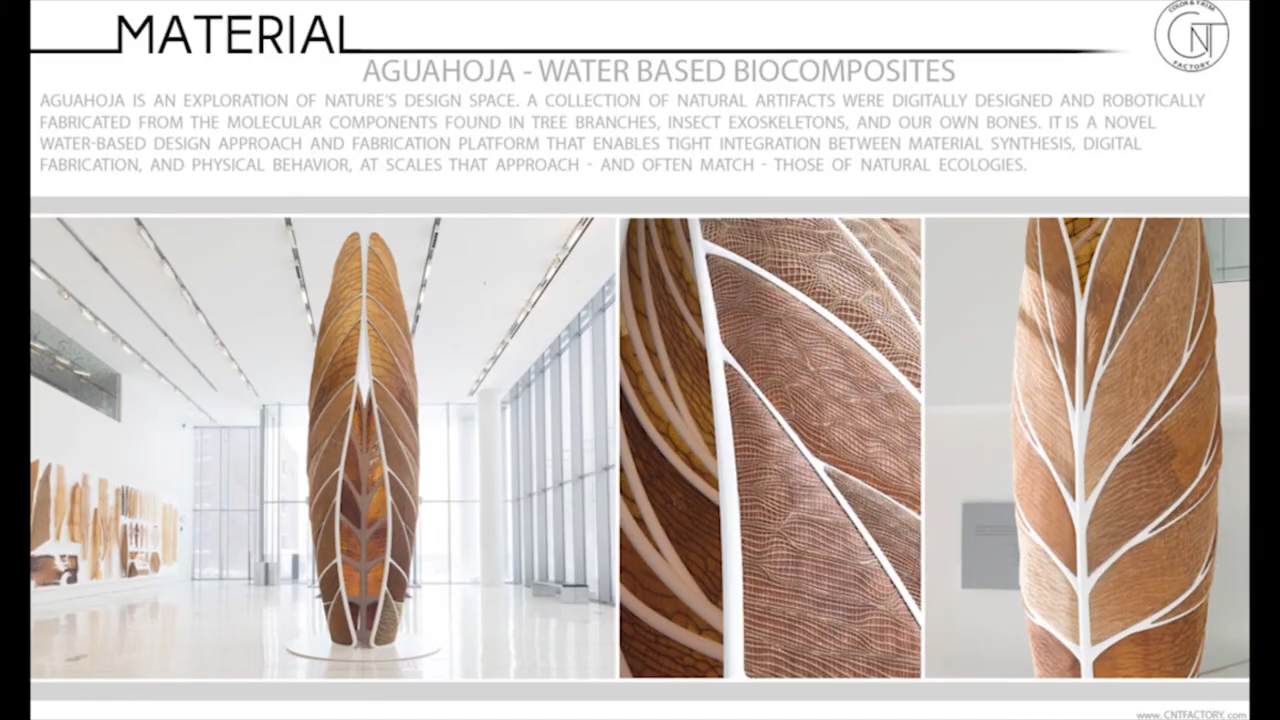 MATERIAL
COLOR & TRIM
CNT
FACTORY
AGUAHOJA - WATER BASED BIOCOMPOSITES
AGUAHOJA IS AN EXPLORATION OF NATURE'S DESIGN SPACE. A COLLECTION OF NATURAL ARTIFACTS WERE DIGITALLY DESIGNED AND ROBOTICALLY
FABRICATED FROM THE MOLECULAR COMPONENTS FOUND IN TREE BRANCHES, INSECT EXOSKELETONS, AND OUR OWN BONES. IT IS A NOVEL
WATER-BASED DESIGN APPROACH AND FABRICATION PLATFORM THAT ENABLES TIGHT INTEGRATION BETWEEN MATERIAL SYNTHESIS, DIGITAL
FABRICATION, AND PHYSICAL BEHAVIOR, AT SCALES THAT APPROACH - AND OFTEN MATCH - THOSE OF NATURAL ECOLOGIES.
www.CNTFACTORY.com